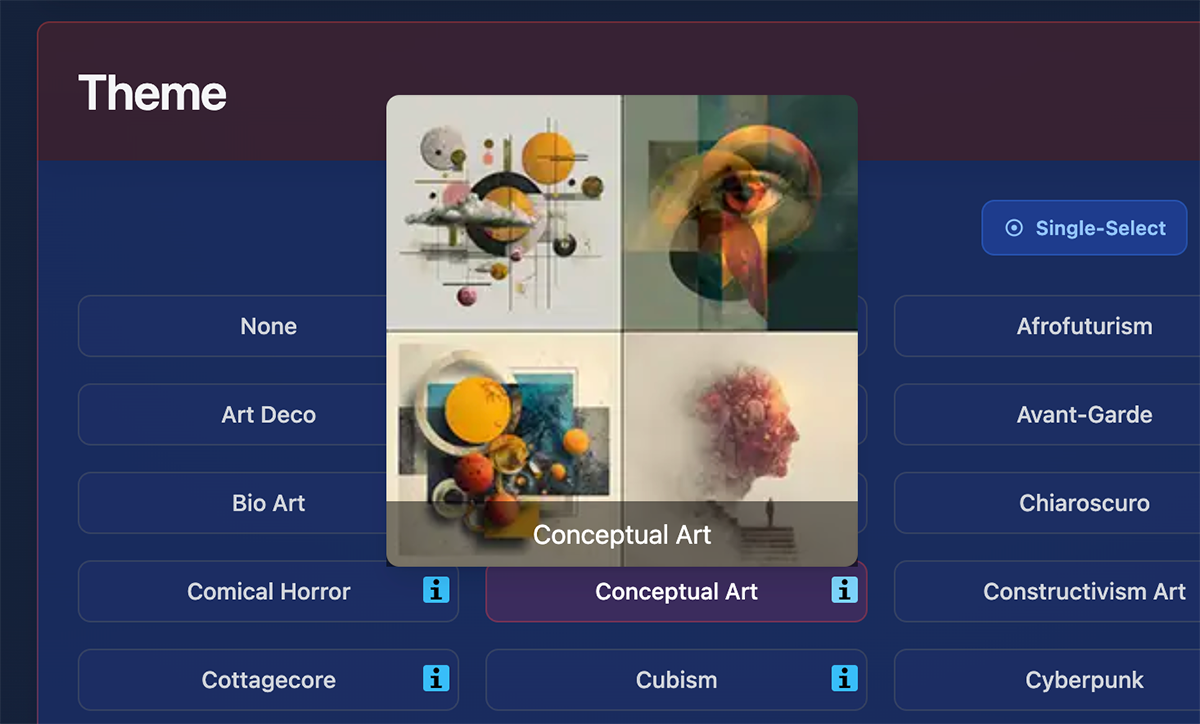 Theme
Single-Select
None
Afrofuturism
Art Deco
Avant-Garde
Bio Art
Chiaroscuro
Conceptual Art
Comical Horror
Conceptual Art
Constructivism Art
Cottagecore
Cubism
Cyberpunk